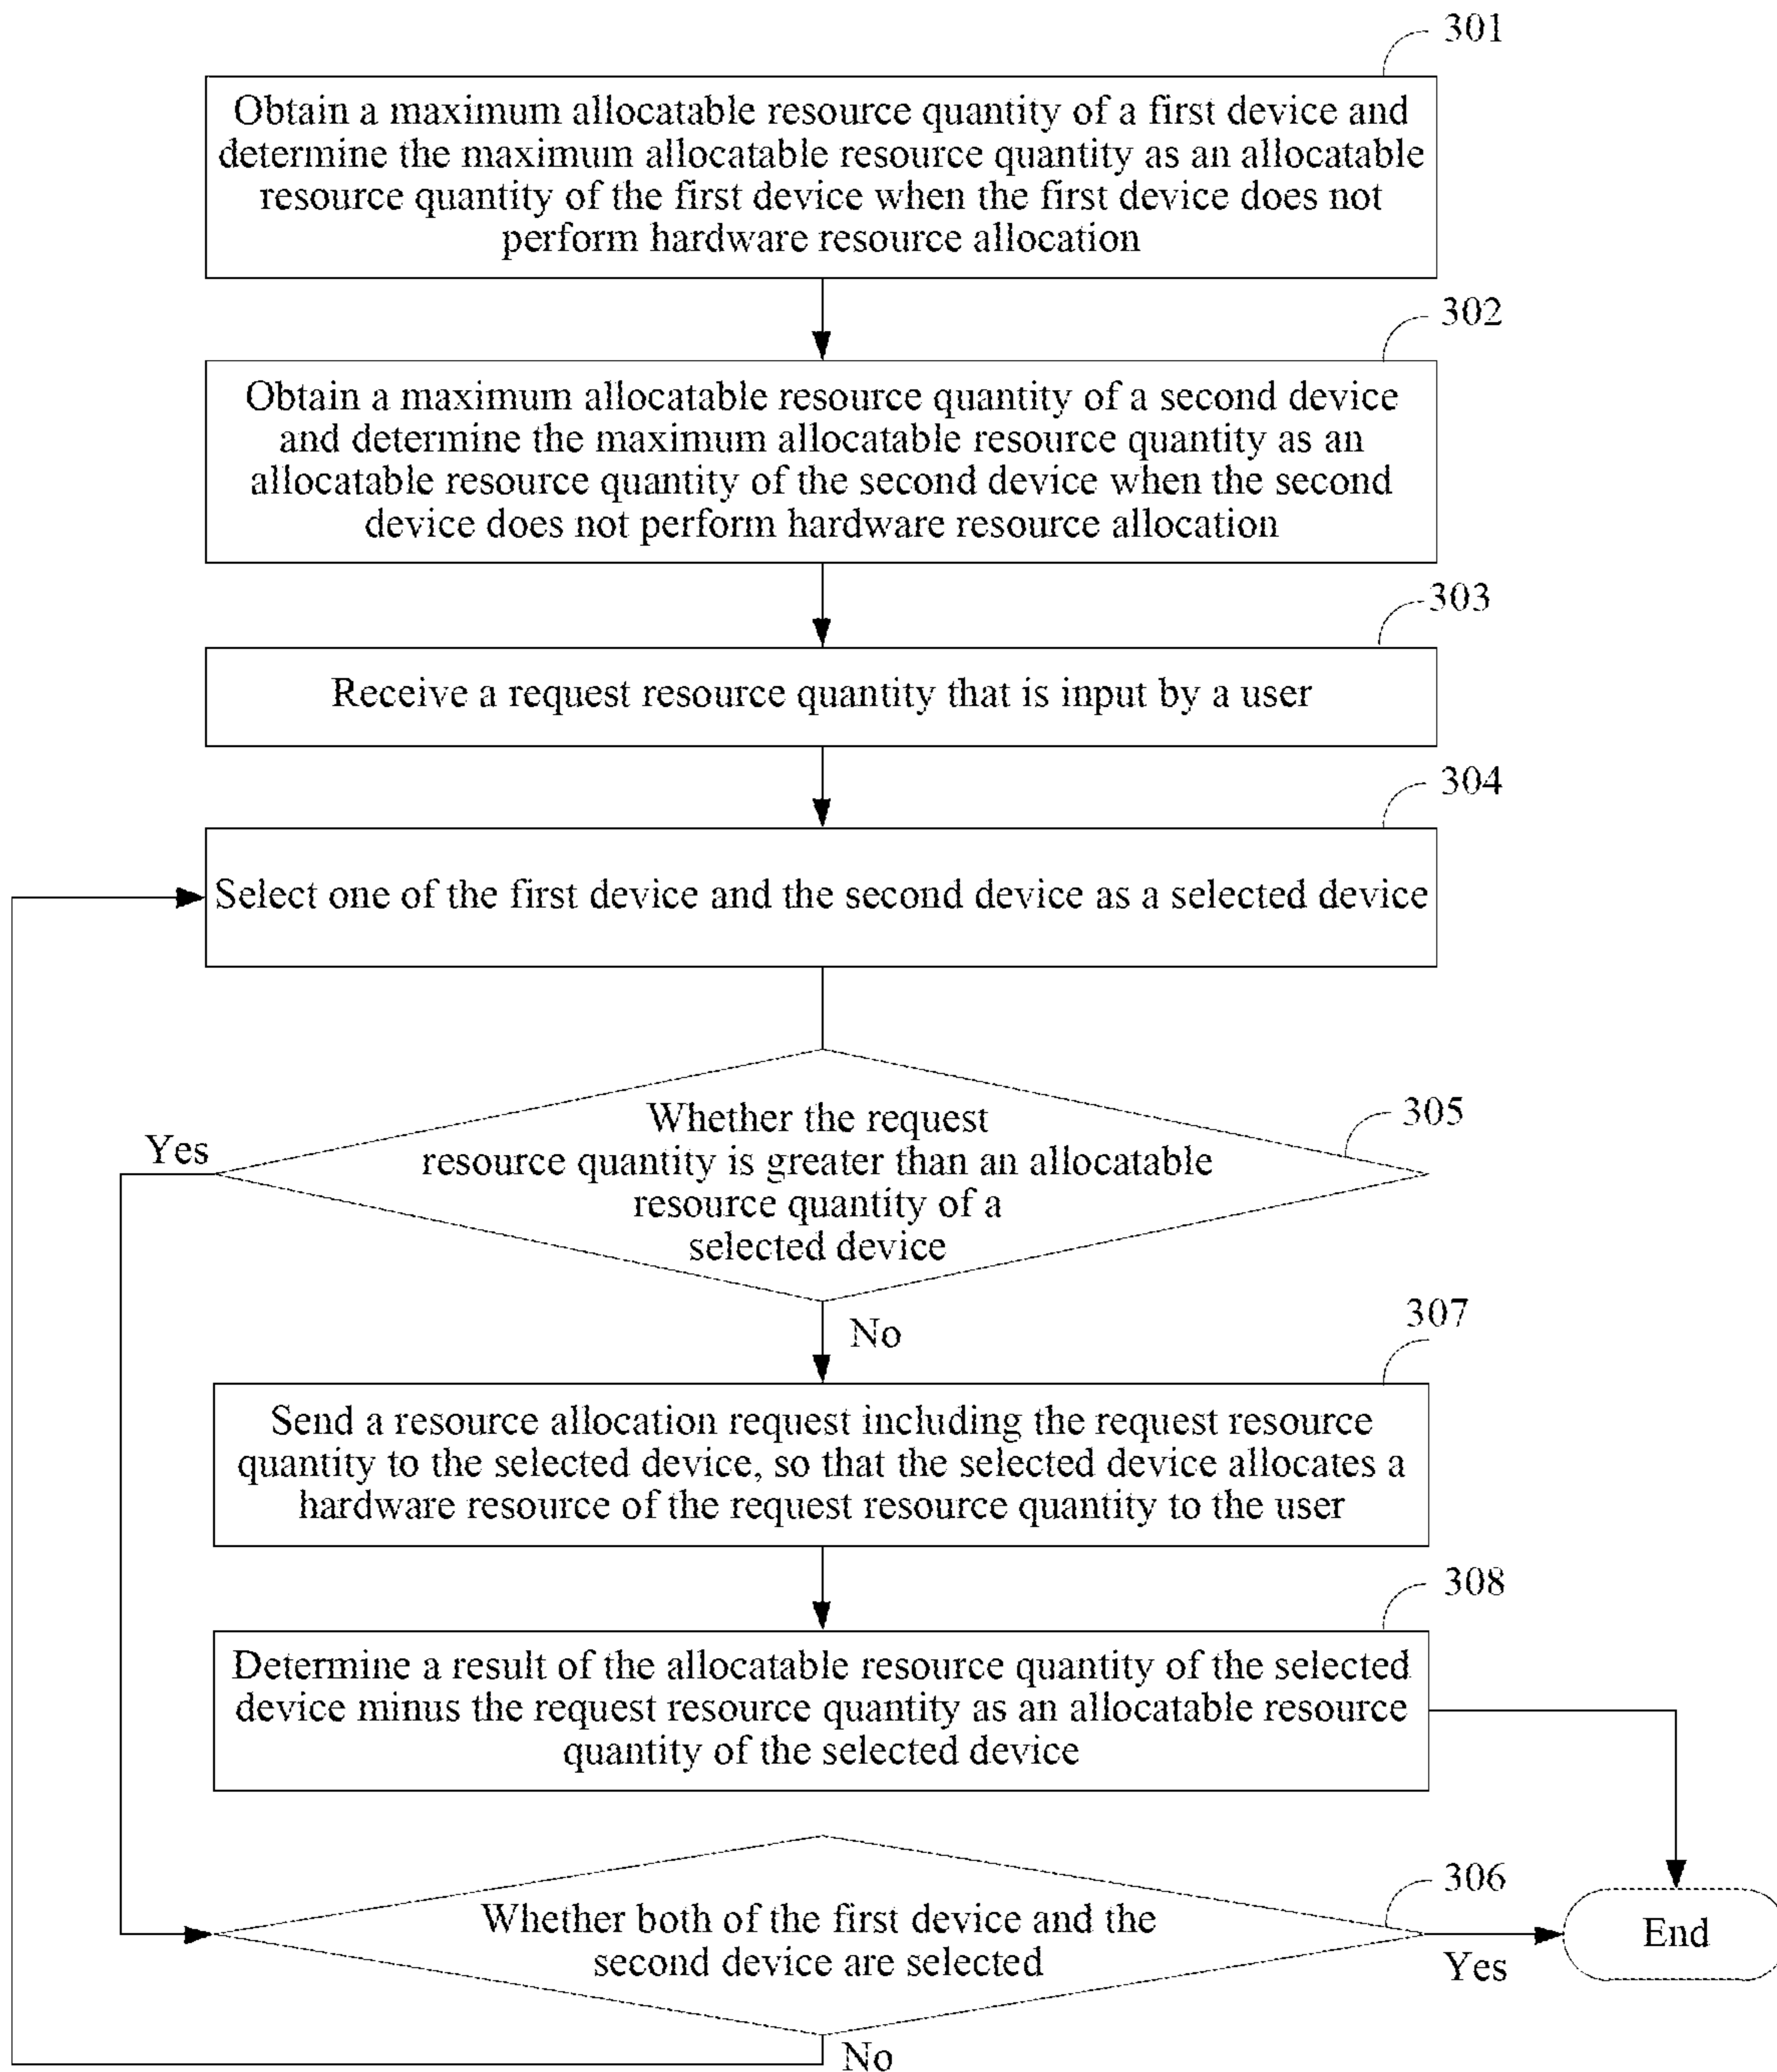 301
Obtain a maximum allocatable resource quantity of a first device and
determine the maximum allocatable resource quantity as an allocatable
resource quantity of the first device when the first device does not
perform hardware resource allocation
302
Obtain a maximum allocatable resource quantity of a second device
and determine the maximum allocatable resource quantity as an
allocatable resource quantity of the second device when the second
device does not perform hardware resource allocation
303
Receive a request resource quantity that is input by a user
304
Select one of the first device and the second device as a selected device
305
Yes
Whether the request
resource quantity is greater than an allocatable
resource quantity of a
selected device
No
307
Send a resource allocation request including the request resource
quantity to the selected device, so that the selected device allocates a
hardware resource of the request resource quantity to the user
308
Determine a result of the allocatable resource quantity of the selected
device minus the request resource quantity as an allocatable resource
quantity of the selected device
306
Whether both of the first device and the
second device are selected
Yes
End
No